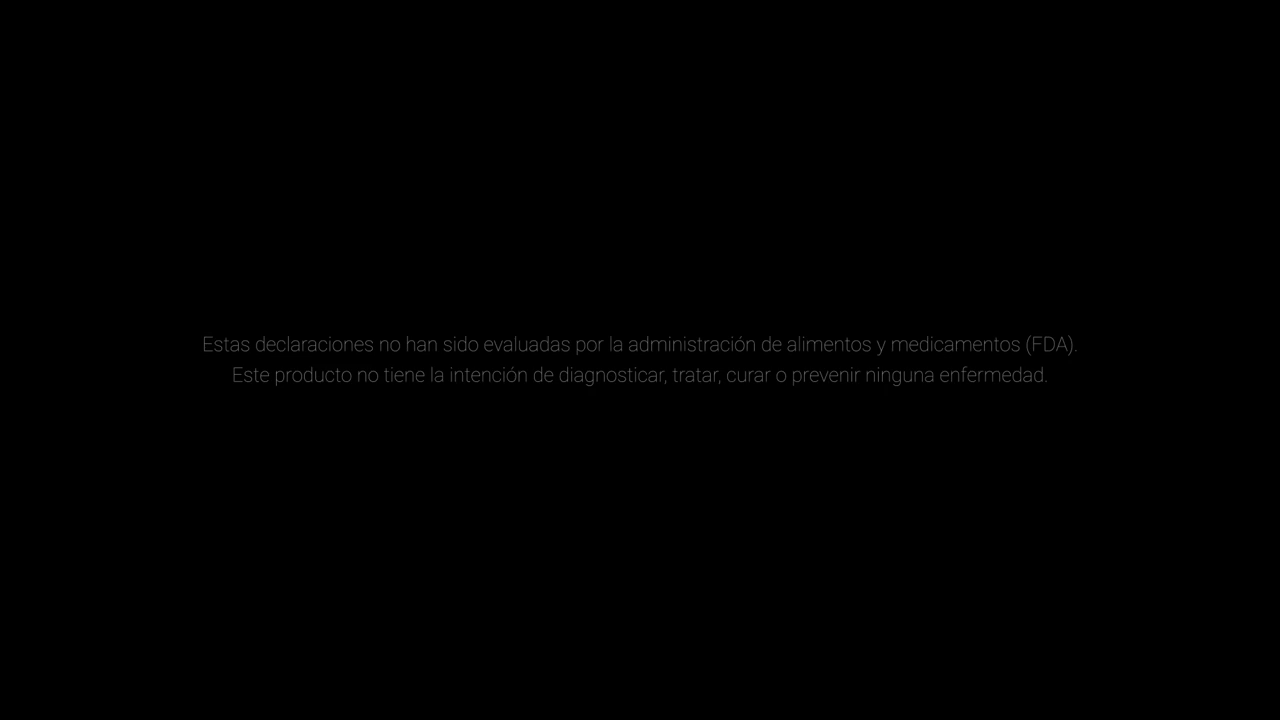 Estas declaraciones no han sido evaluadas por la administración de alimentos y medicamentos (FDA).
Este producto no tiene la intención de diagnosticar, tratar, curar o prevenir ninguna enfermedad.